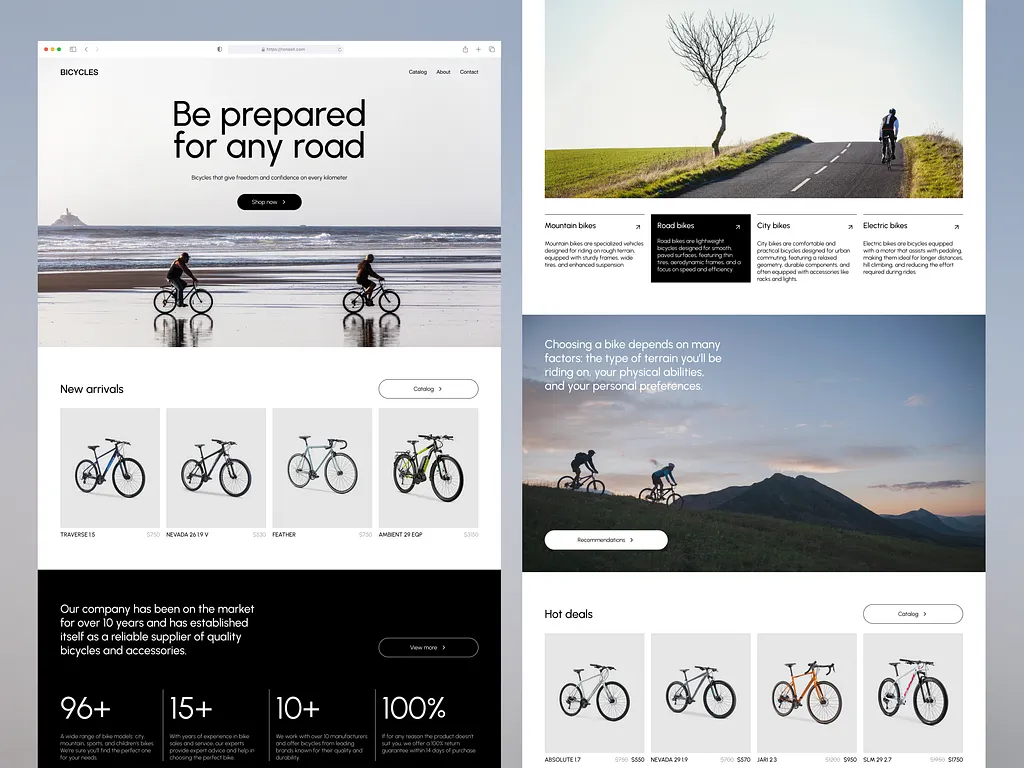 https://
BICYCLES
Catalog About Contact
Be prepared
for any road
Bicycles that give freedom and confidence on every kilometer
Shop now
New arrivals
Catalog
TRAVERSE 1.5 $750
NEVADA 26 1.9 V $530
FEATHER $750
AMBIENT 29 EQP $3150
Our company has been on the market
for over 10 years and has established
itself as a reliable supplier of quality
bicycles and accessories.
View more
96+
A wide range of bike models: city,
mountain, sports, and children's bikes
We're sure you'll find the perfect one
for your needs.
15+
With years of experience in bike
sales and service, our experts
provide expert advice and help in
choosing the perfect bike.
10+
We work with over 10 manufacturers
and offer bicycles from leading
brands known for their quality and
durability.
100%
If for any reason the product doesn't
suit you, we offer a 100% return
guarantee within 14 days of purchase
Mountain bikes
Mountain bikes are specialized vehicles
designed for riding on rough terrain,
equipped with sturdy frames, wide
tires, and enhanced suspension
Road bikes
Road bikes are lightweight
bicycles designed for smooth,
paved surfaces, featuring thin
tires, aerodynamic frames, and a
focus on speed and efficiency.
City bikes
City bikes are comfortable and
practical bicycles designed for urban
commuting, featuring a relaxed
geometry, durable components, and
often equipped with accessories like
racks and lights.
Electric bikes
Electric bikes are bicycles equipped
with a motor that assists with pedaling,
making them ideal for longer distances,
hill climbing, and reducing the effort
required during rides
Choosing a bike depends on many
factors: the type of terrain you'll be
riding on, your physical abilities,
and your personal preferences.
Recommendations
Hot deals
Catalog
ABSOLUTE 1.7 $750 $550
NEVADA 29 1.9 $700 $570
JARI 2.3 $1200 $950
SLM 29 2.7 $1950 $1750